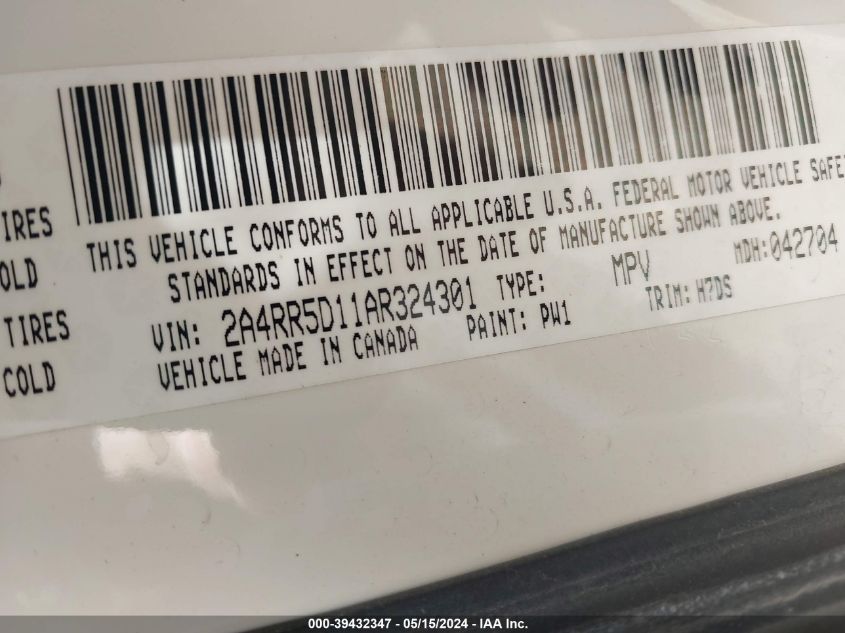 IRES
OLD
TIRES
COLD
THIS VEHICLE CONFORMS TO ALL APPLICABLE U.S.A. FEDERAL MOTOR VEHICLE SAFE
STANDARDS IN EFFECT ON THE DATE OF MANUFACTURE SHOWN ABOVE.
VIN: 2A4RR5D11AR324301 TYPE: MPV MDH:042704
VEHICLE MADE IN CANADA PAINT: PW1 TRIM: H7DS
000-39432347 - 05/15/2024 - IAA Inc.